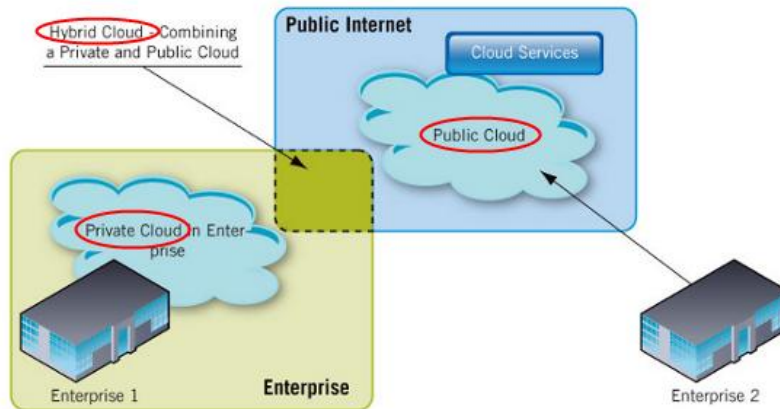 Hybrid Cloud - Combining
a Private and Public Cloud
Public Internet
Cloud Services
Public Cloud
Private Cloud in Enter
prise
Enterprise 1
Enterprise
Enterprise 2